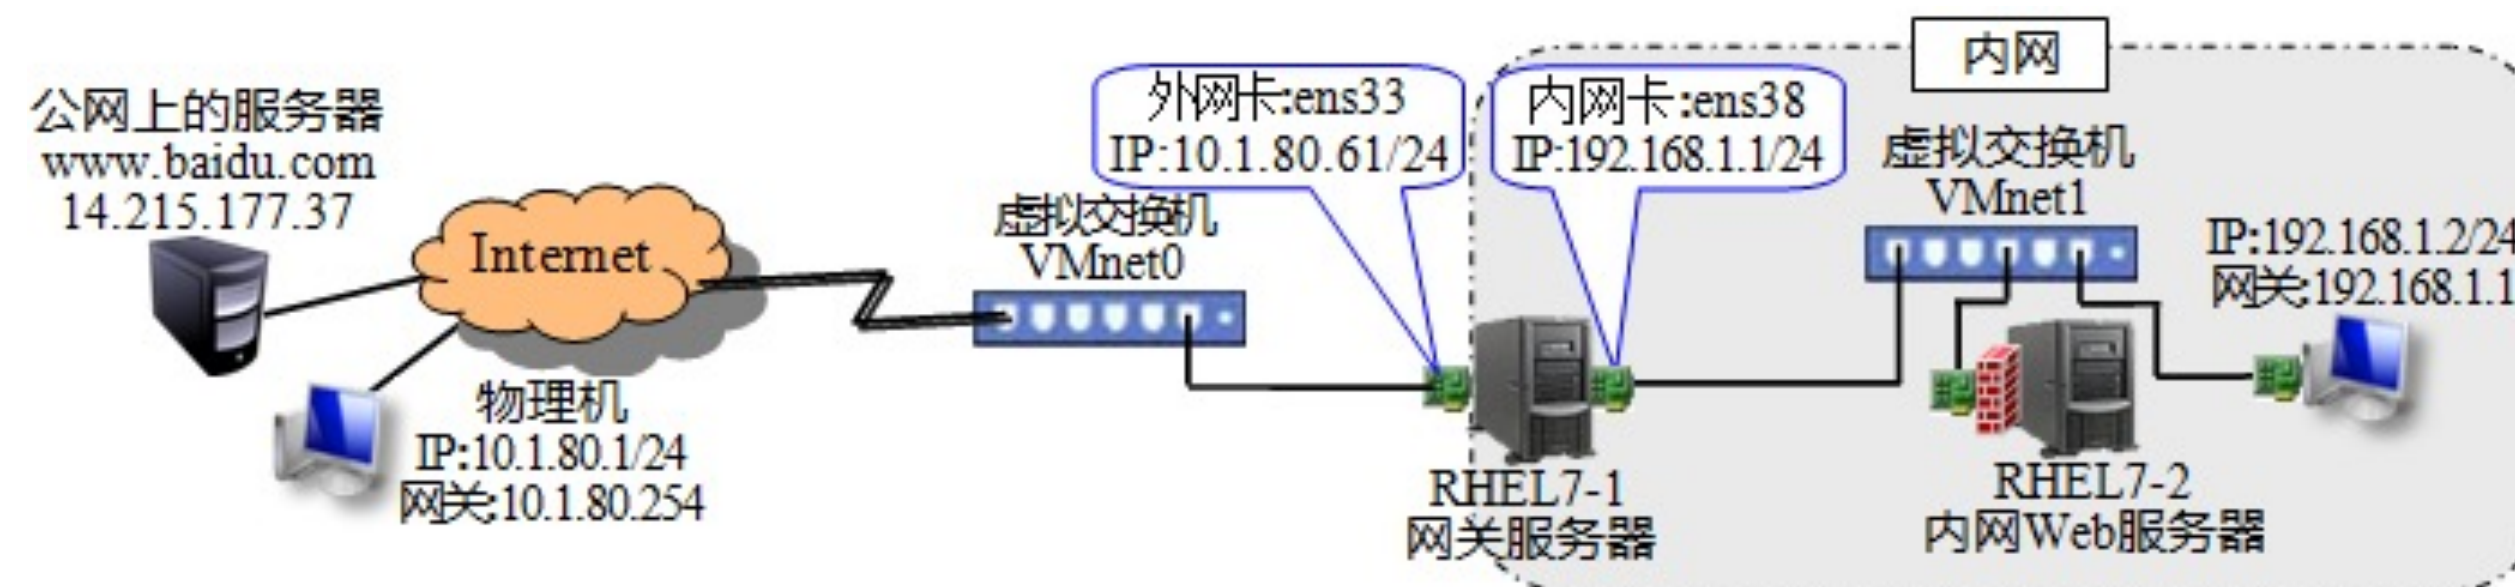 内网
外网卡:ens33
IP:10.1.80.61/24
内网卡:ens38
IP:192.168.1.1/24
公网上的服务器
www.baidu.com
14.215.177.37
Internet
虚拟交换机
VMnet0
虚拟交换机
VMnet1
IP:192.168.1.2/24
网关:192.168.1.1
物理机
IP:10.1.80.1/24
网关:10.1.80.254
RHEL7-1
网关服务器
RHEL7-2
内网Web服务器